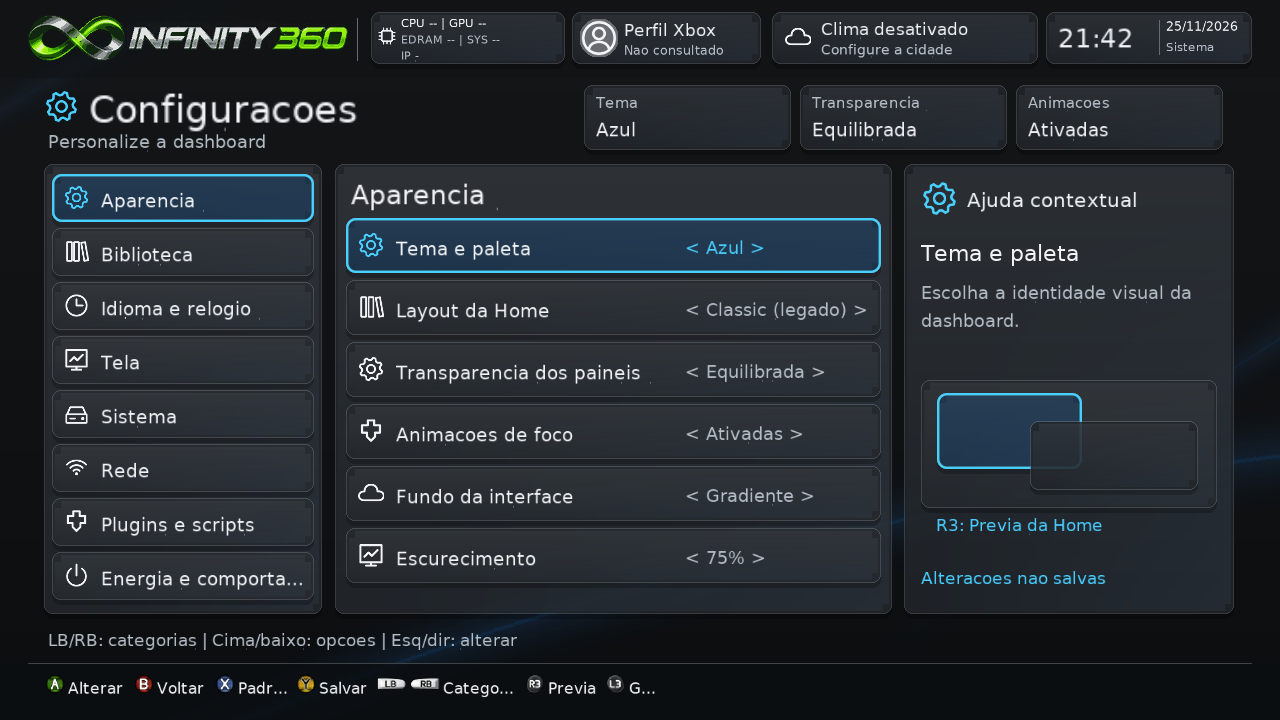 INFINITY 360
CPU -- | GPU --
EDRAM -- | SYS --
IP -
Perfil Xbox
Nao consultado
Clima desativado
Configure a cidade
21:42
25/11/2026
Sistema
Configuracoes
Personalize a dashboard
Tema
Azul
Transparencia
Equilibrada
Animacoes
Ativadas
Aparencia
Biblioteca
Idioma e relogio
Tela
Sistema
Rede
Plugins e scripts
Energia e comporta...
Aparencia
Tema e paleta < Azul >
Layout da Home < Classic (legado) >
Transparencia dos paineis < Equilibrada >
Animacoes de foco < Ativadas >
Fundo da interface < Gradiente >
Escurecimento < 75% >
Ajuda contextual
Tema e paleta
Escolha a identidade visual da
dashboard.
R3: Previa da Home
Alteracoes nao salvas
LB/RB: categorias | Cima/baixo: opcoes | Esq/dir: alterar
A Alterar B Voltar X Padr... Y Salvar LB RB Catego... R3 Previa L3 G...